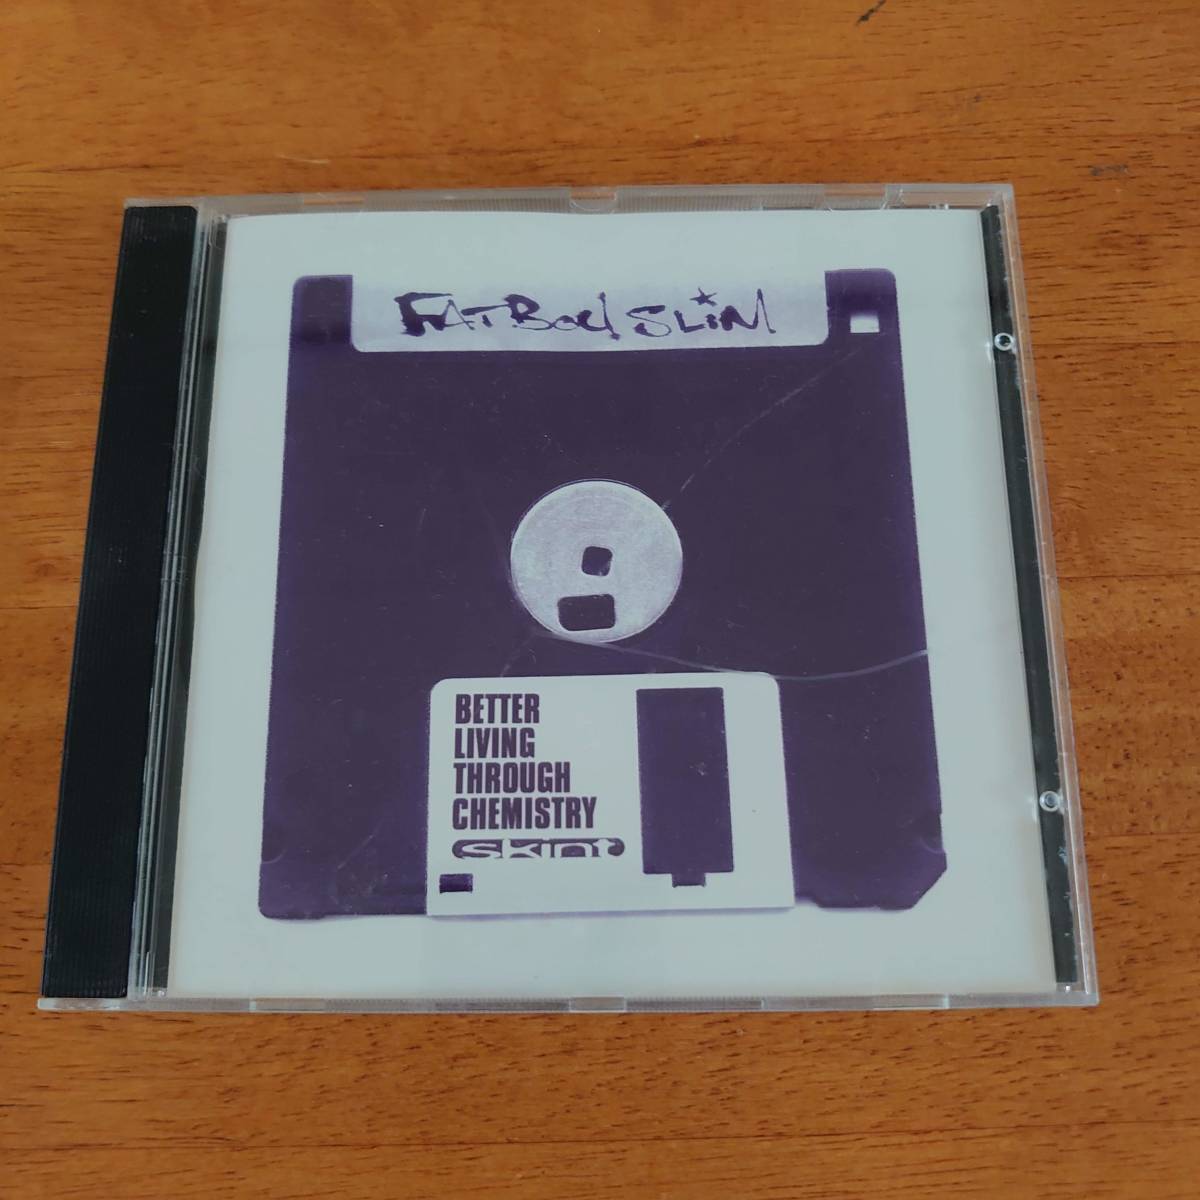 FATBOY SLiM
BETTER
LIVING
THROUGH
CHEMISTRY
skint